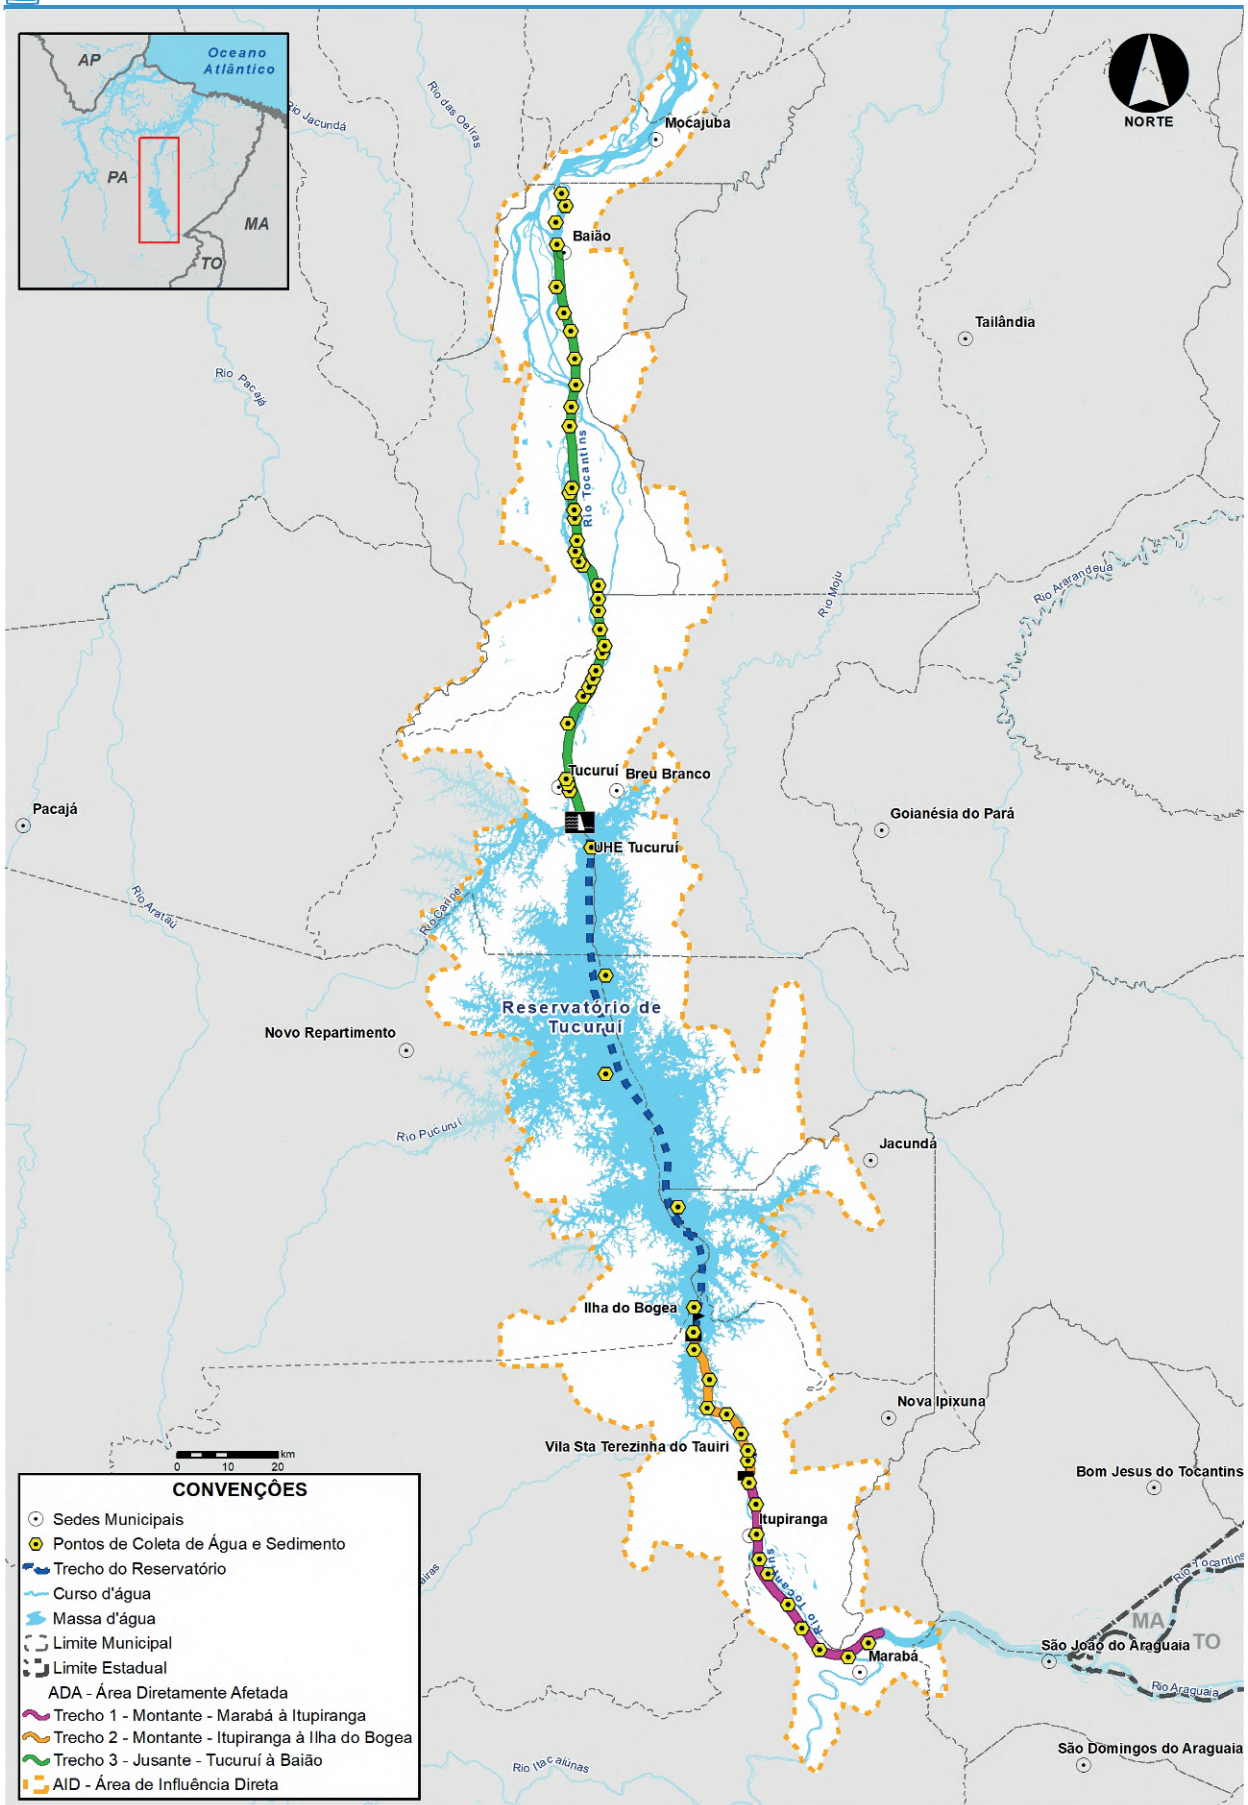 AP
Oceano
Atlântico
PA
MA
TO
Rio Jacundá
Rio das Oeiras
Mocajuba
NORTE
Baião
Tailândia
Rio Pacajá
Rio Tocantins
Rio Moju
Rio Ararandeua
Tucuruí
Breu Branco
Pacajá
Goianésia do Pará
UHE Tucuruí
Rio Aratau
Rio Caripé
Reservatório de
Tucuruí
Novo Repartimento
Rio Pucuruí
Jacundá
Ilha do Bogea
Nova Ipixuna
Vila Sta Terezinha do Tauiri
Bom Jesus do Tocantins
Itupiranga
Rio Tocantins
Rio Tocantins
MA
TO
São João do Araguaia
Marabá
Rio Araguaia
São Domingos do Araguaia
Rio Itacaiúnas
km
0 10 20
CONVENÇÕES
Sedes Municipais
Pontos de Coleta de Água e Sedimento
Trecho do Reservatório
Curso d'água
Massa d'água
Limite Municipal
Limite Estadual
ADA - Área Diretamente Afetada
Trecho 1 - Montante - Marabá à Itupiranga
Trecho 2 - Montante - Itupiranga à Ilha do Bogea
Trecho 3 - Jusante - Tucuruí à Baião
AID - Área de Influência Direta